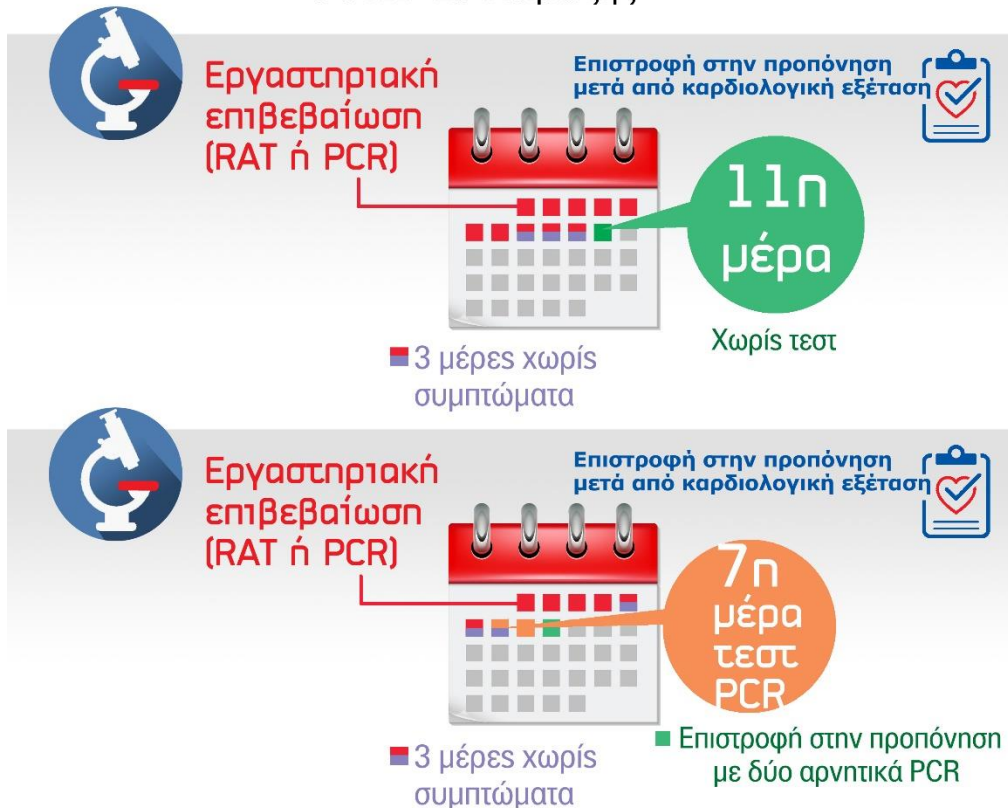 Εργαστηριακή
επιβεβαίωση
(RAT ή PCR)
Επιστροφή στην προπόνηση
μετά από καρδιολογική εξέταση
11η
μέρα
Χωρίς τεστ
3 μέρες χωρίς
συμπτώματα
Εργαστηριακή
επιβεβαίωση
(RAT ή PCR)
Επιστροφή στην προπόνηση
μετά από καρδιολογική εξέταση
7η
μέρα
τεστ
PCR
3 μέρες χωρίς
συμπτώματα
Επιστροφή στην προπόνηση
με δύο αρνητικά PCR